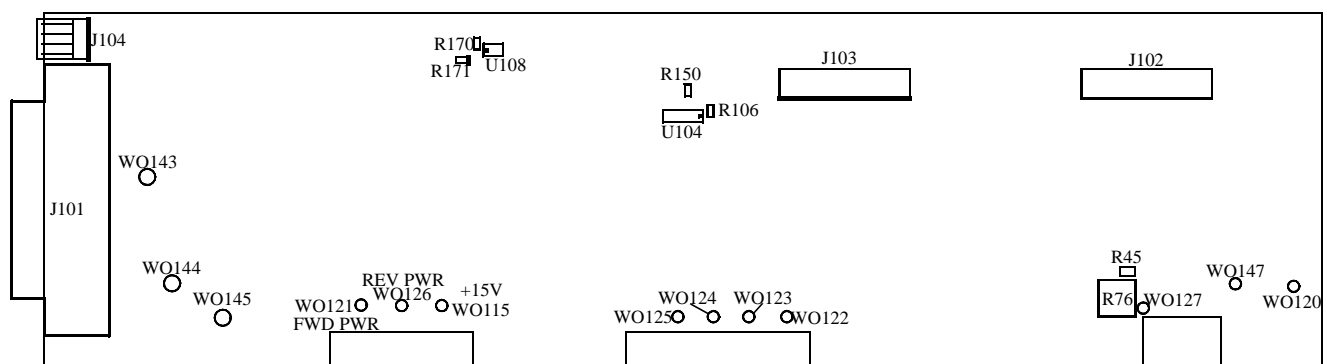 J104
R170
R171
U108
J103
J102
R150
R106
U104
WO143
J101
WO144
WO145
REV PWR
WO126
+15V
WO121
WO115
FWD PWR
WO124
WO123
WO125
WO122
R45
R76
WO127
WO147
WO120